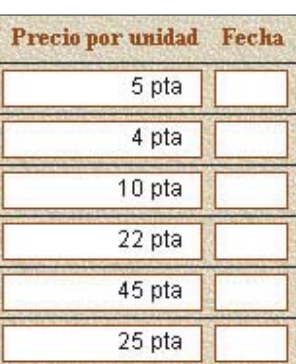 Precio por unidad Fecha
5 pta
4 pta
10 pta
22 pta
45 pta
25 pta